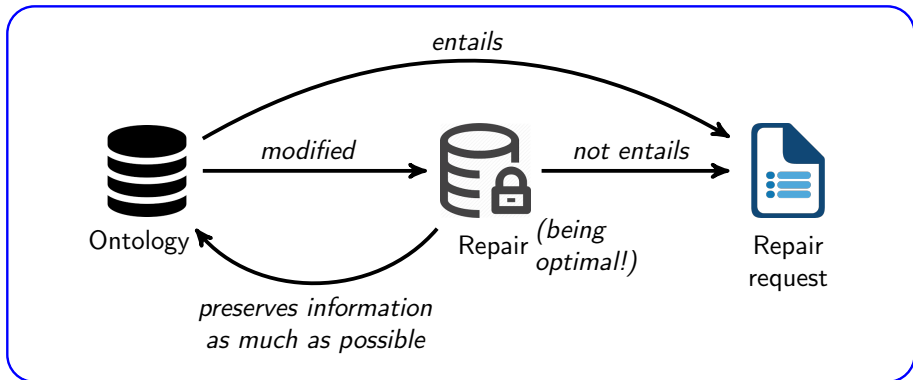 entails
modified
not entails
Ontology
Repair
(being
optimal!)
Repair
request
preserves information
as much as possible